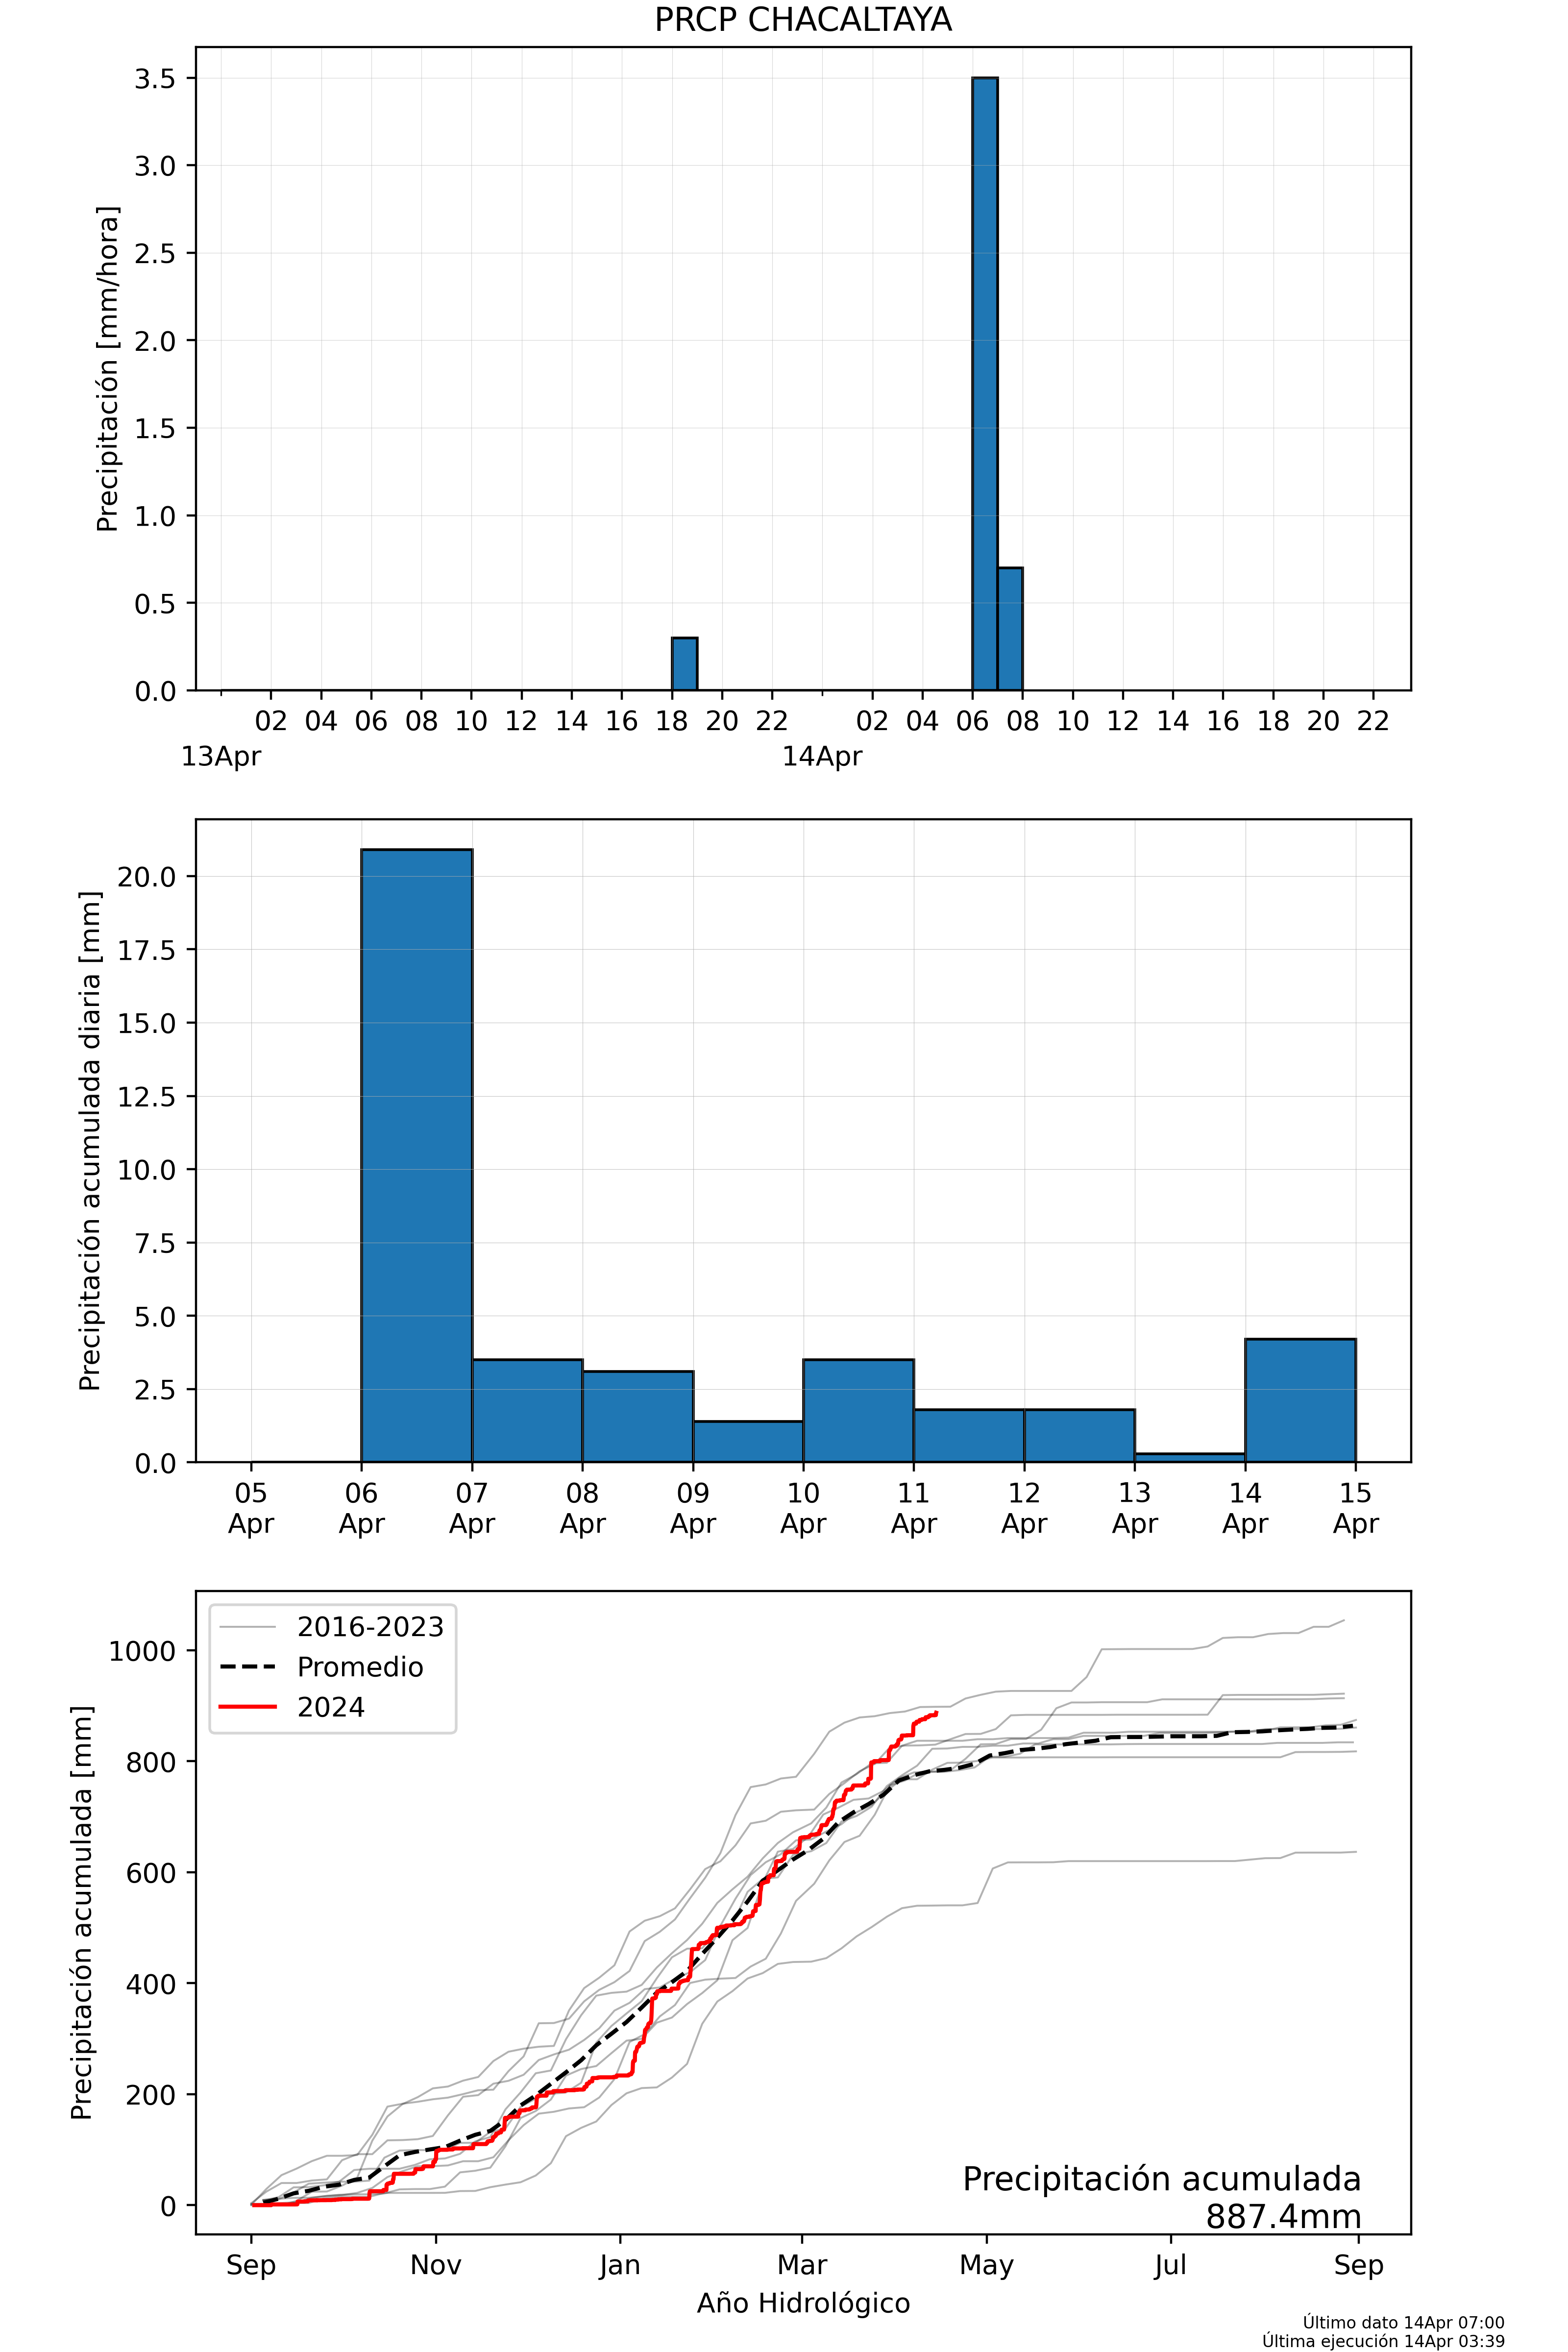 PRCP CHACALTAYA
Precipitación [mm/hora]
3.5
3.0
2.5
2.0
1.5
1.0
0.5
0.0
02 04 06 08 10 12 14 16 18 20 22 02 04 06 08 10 12 14 16 18 20 22
13Apr 14Apr
Precipitación acumulada diaria [mm]
20.0
17.5
15.0
12.5
10.0
7.5
5.0
2.5
0.0
05 06 07 08 09 10 11 12 13 14 15
Apr Apr Apr Apr Apr Apr Apr Apr Apr Apr Apr
Precipitación acumulada [mm]
1000
800
600
400
200
0
2016-2023
Promedio
2024
Precipitación acumulada
887.4mm
Sep Nov Jan Mar May Jul Sep
Año Hidrológico
Último dato 14Apr 07:00
Última ejecución 14Apr 03:39